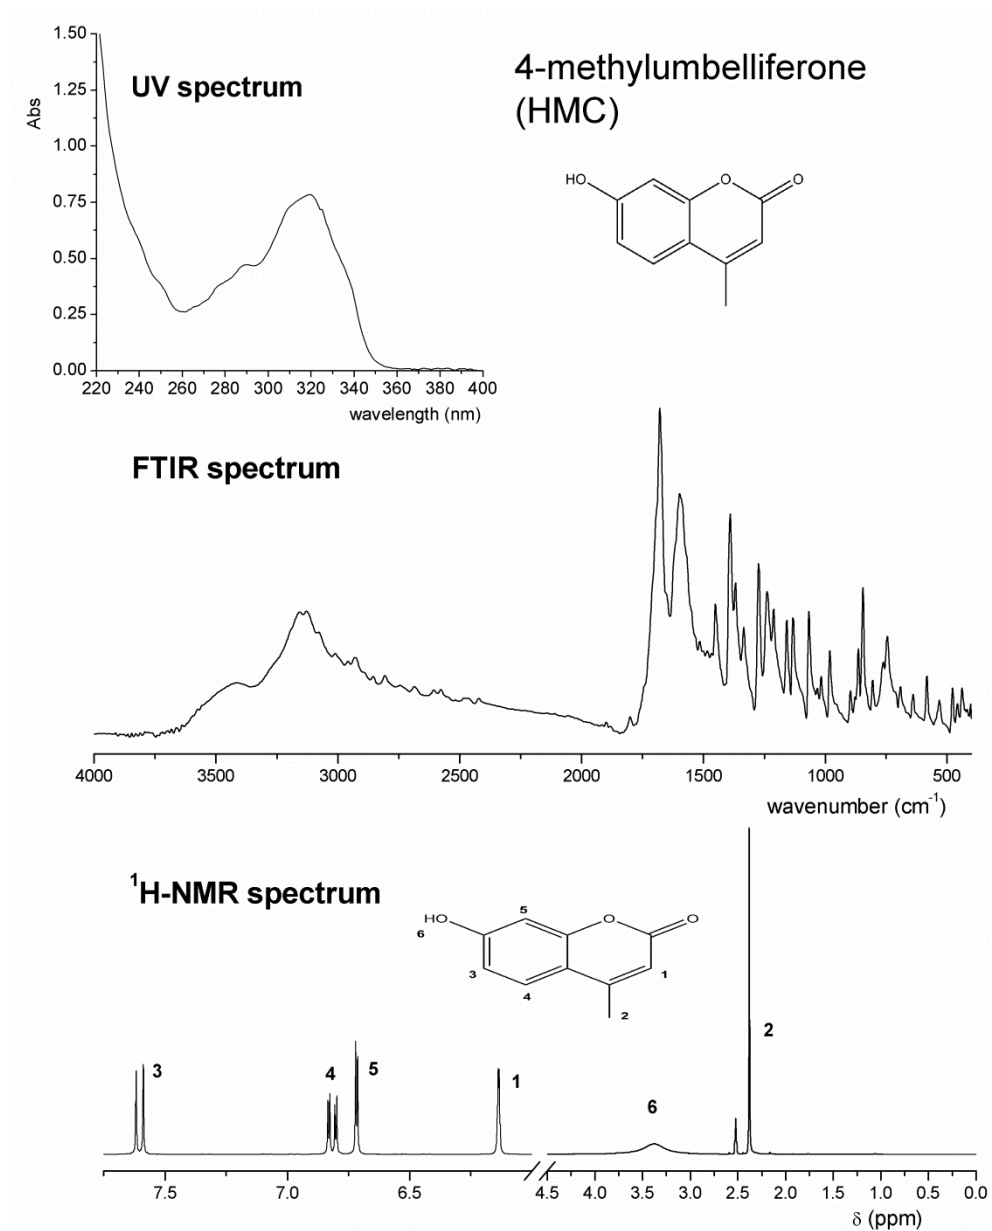 UV spectrum
4-methylumbelliferone
(HMC)
Abs
1.50
1.25
1.00
0.75
0.50
0.25
0.00
220 240 260 280 300 320 340 360 380 400
wavelength (nm)
HO O O
FTIR spectrum
4000 3500 3000 2500 2000 1500 1000 500
wavenumber (cm-1)
1H-NMR spectrum
HO O O
6 5 3 4 1 2
3 4 5 1 6 2
7.5 7.0 6.5 4.5 4.0 3.5 3.0 2.5 2.0 1.5 1.0 0.5 0.0
δ (ppm)